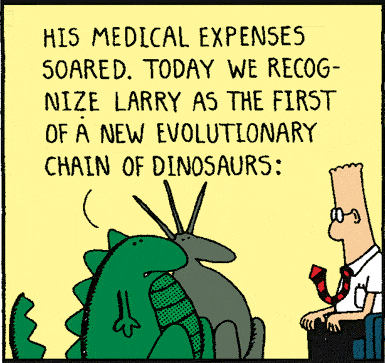 HIS MEDICAL EXPENSES
SOARED. TODAY WE RECOG-
NIZE LARRY AS THE FIRST
OF A NEW EVOLUTIONARY
CHAIN OF DINOSAURS: